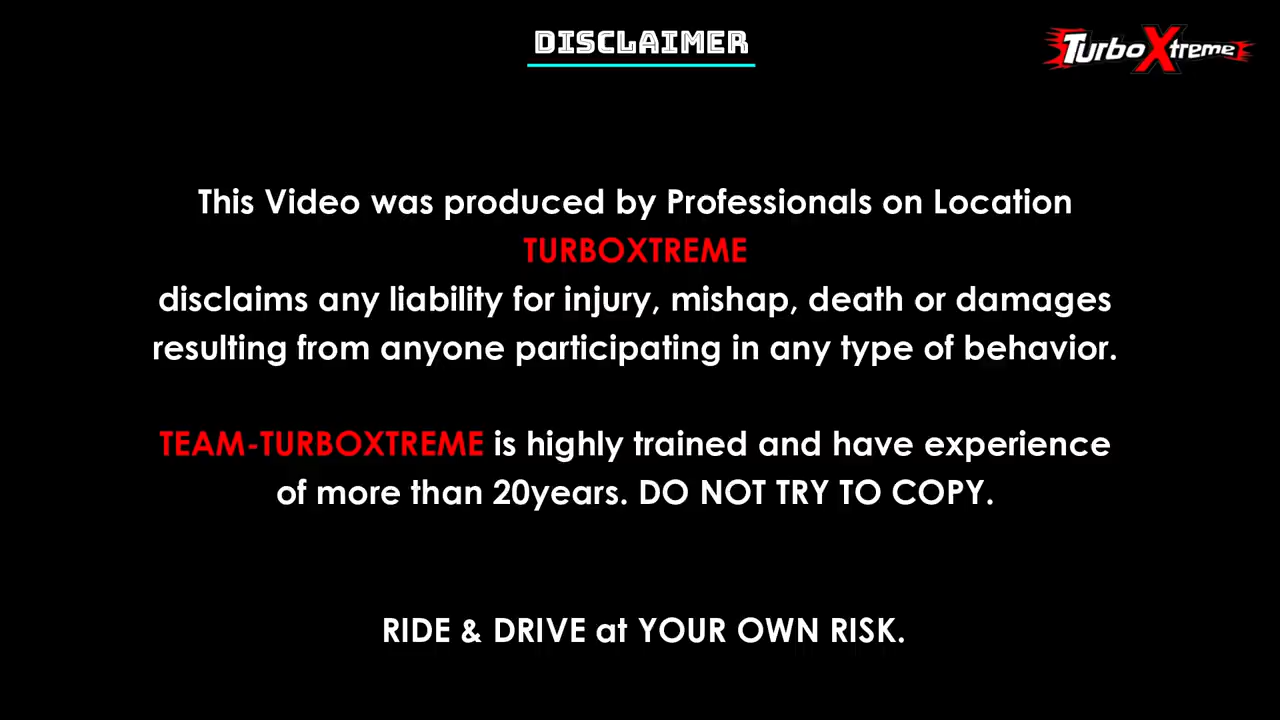 DISCLAIMER
TurboXtreme
This Video was produced by Professionals on Location
TURBOXTREME
disclaims any liability for injury, mishap, death or damages
resulting from anyone participating in any type of behavior.
TEAM-TURBOXTREME is highly trained and have experience
of more than 20years. DO NOT TRY TO COPY.
RIDE & DRIVE at YOUR OWN RISK.